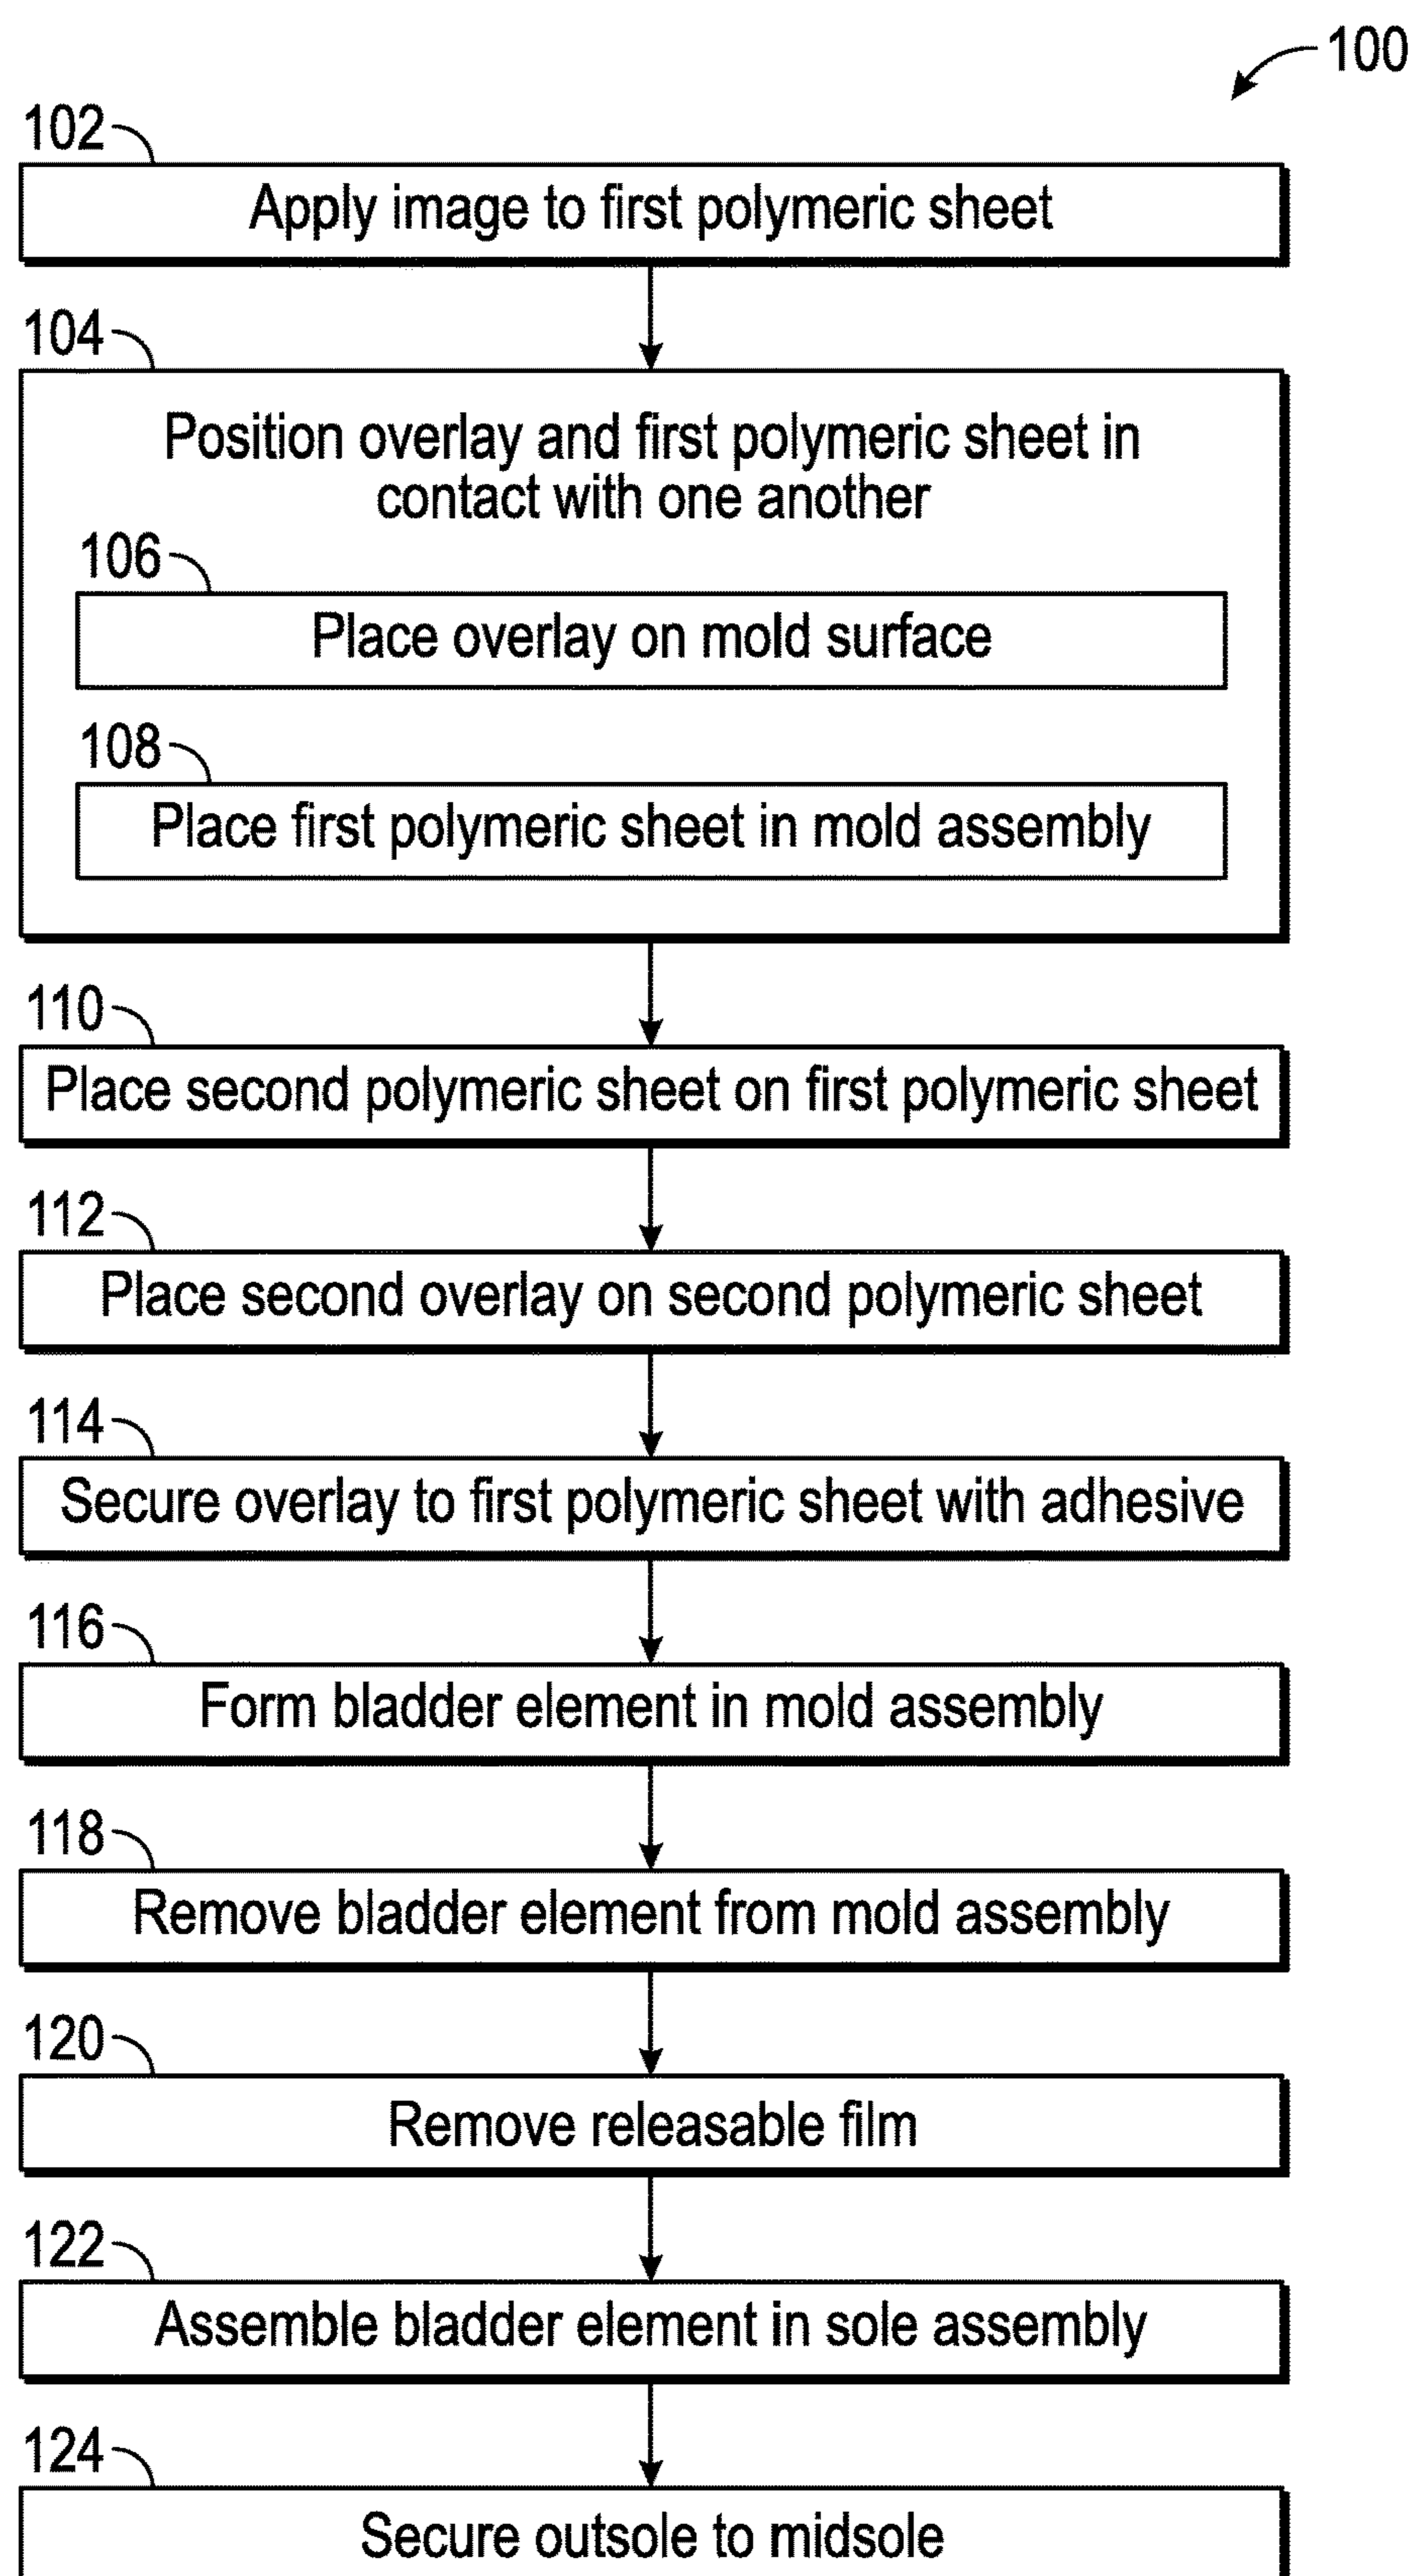 100
102
Apply image to first polymeric sheet
104
Position overlay and first polymeric sheet in
contact with one another
106
Place overlay on mold surface
108
Place first polymeric sheet in mold assembly
110
Place second polymeric sheet on first polymeric sheet
112
Place second overlay on second polymeric sheet
114
Secure overlay to first polymeric sheet with adhesive
116
Form bladder element in mold assembly
118
Remove bladder element from mold assembly
120
Remove releasable film
122
Assemble bladder element in sole assembly
124
Secure outsole to midsole